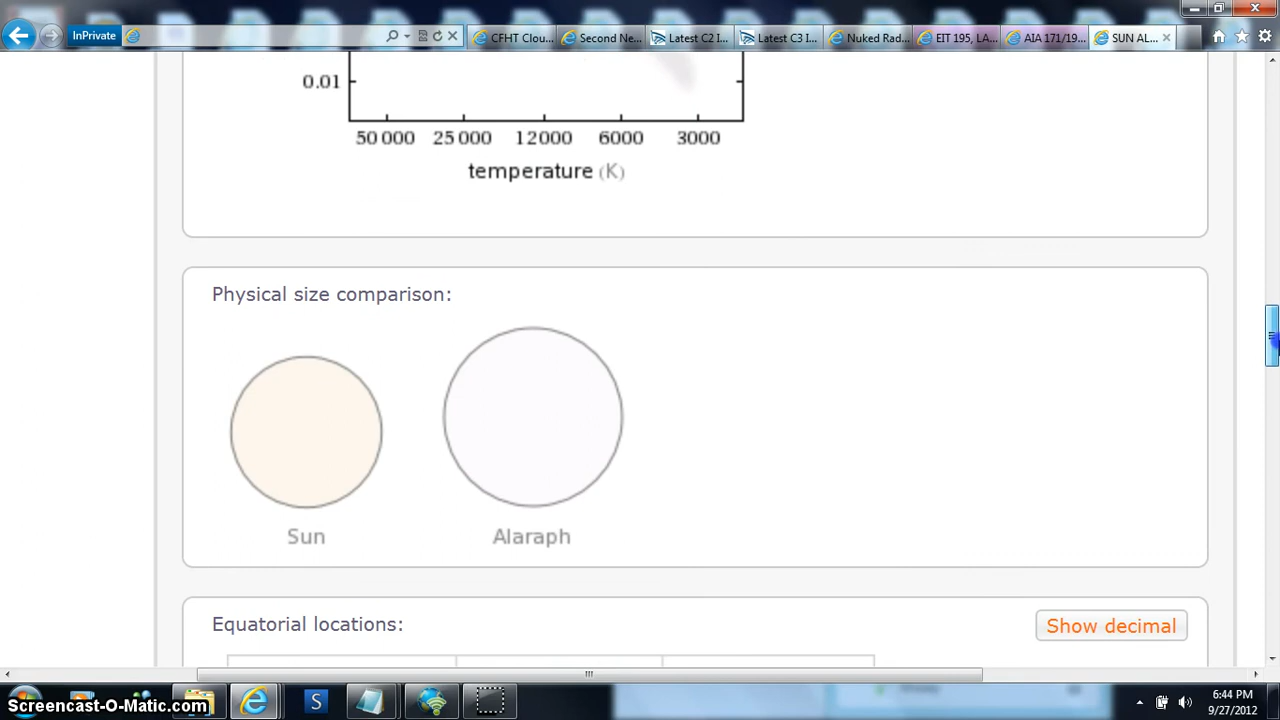 InPrivate
CFHT Clou...
Second Ne...
Latest C2 I...
Latest C3 I...
Nuked Rad...
EIT 195, LA...
AIA 171/19...
SUN AL...
0.01
50 000 25 000 12 000 6000 3000
temperature (K)
Physical size comparison:
Sun Alaraph
Equatorial locations:
Show decimal
6:44 PM
9/27/2012
Screencast-O-Matic.com